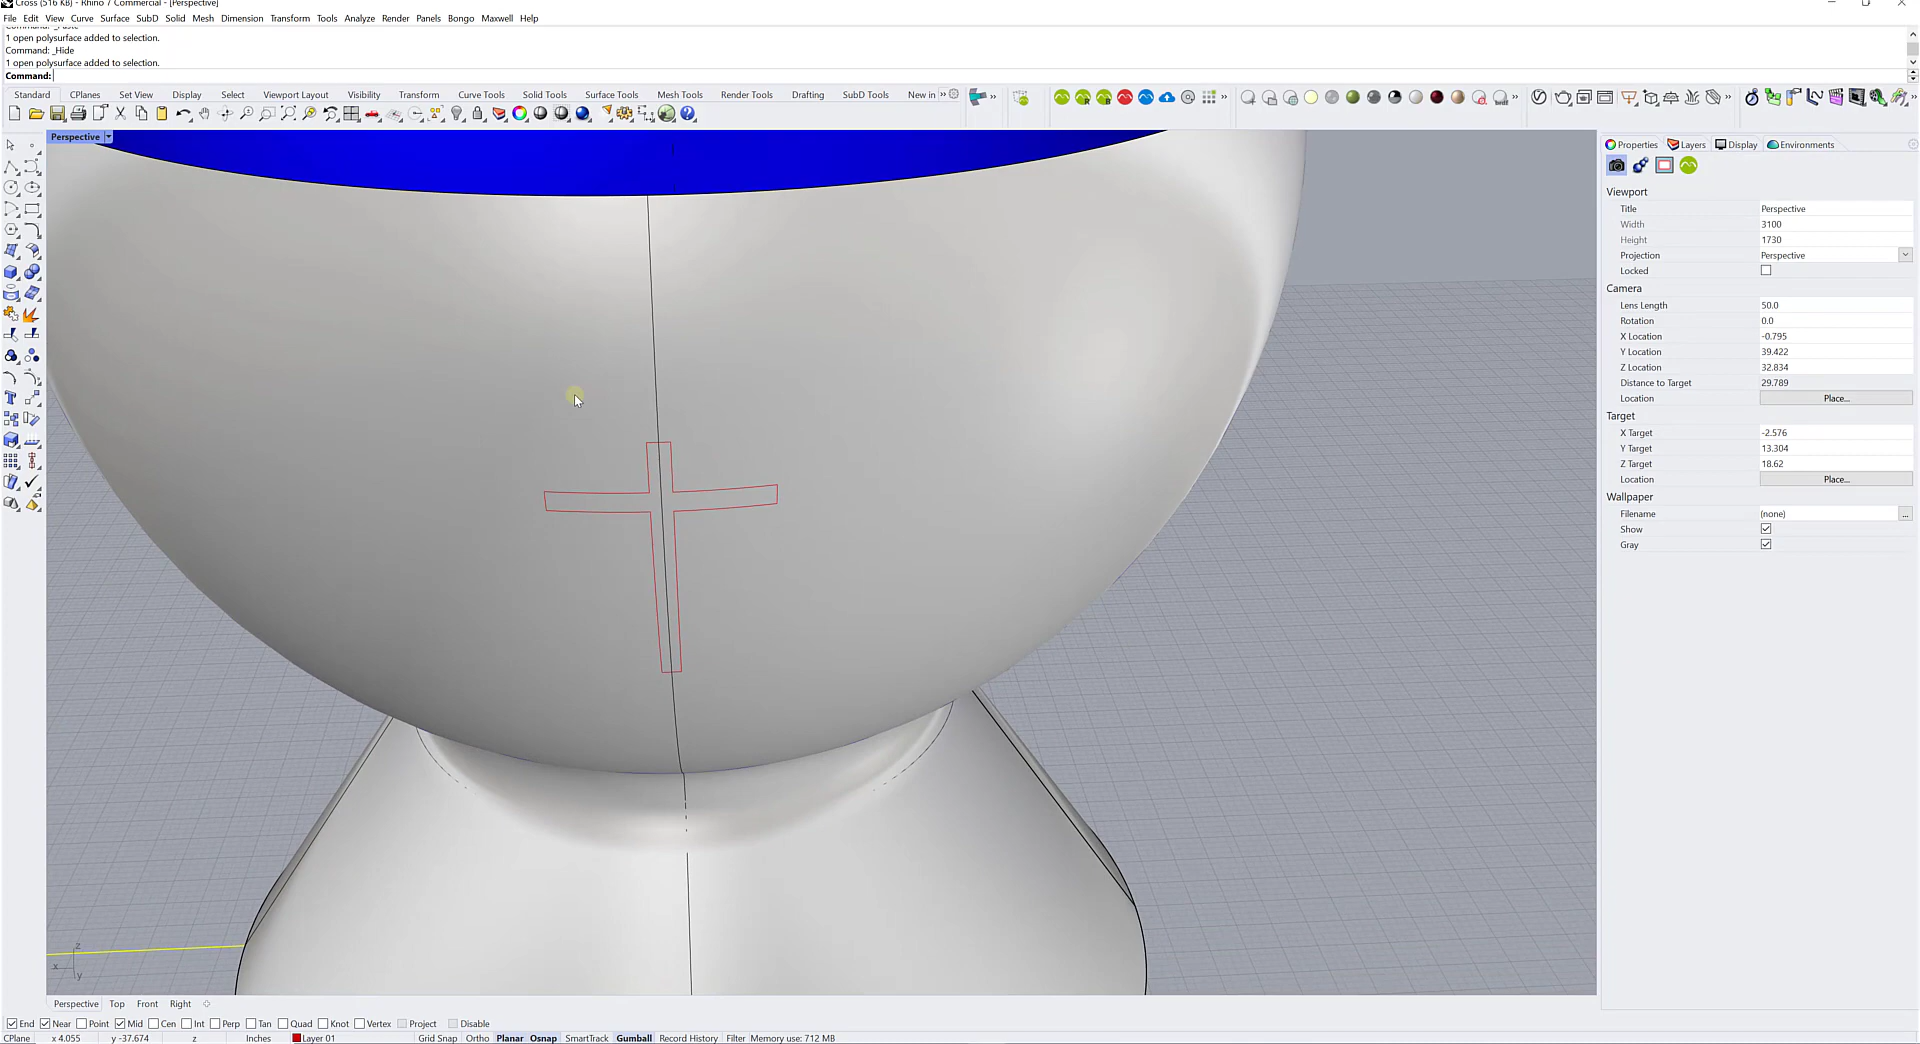 Cross (516 KB) - Rhino 7 Commercial - [Perspective]
File Edit View Curve Surface SubD Solid Mesh Dimension Transform Tools Analyze Render Panels Bongo Maxwell Help
1 open polysurface added to selection.
Command: _Hide
1 open polysurface added to selection.
Command:
Standard CPlanes Set View Display Select Viewport Layout Visibility Transform Curve Tools Solid Tools Surface Tools Mesh Tools Render Tools Drafting SubD Tools New in
Perspective
Properties Layers Display Environments
Viewport
Title Perspective
Width 3100
Height 1730
Projection Perspective
Locked
Camera
Lens Length 50.0
Rotation 0.0
X Location -0.795
Y Location 39.422
Z Location 32.834
Distance to Target 29.789
Location Place...
Target
X Target -2.576
Y Target 13.304
Z Target 18.62
Location Place...
Wallpaper
Filename (none) ...
Show
Gray
z
x
y
Perspective Top Front Right
End Near Point Mid Cen Int Perp Tan Quad Knot Vertex Project Disable
CPlane x 4.055 y -37.674 z Inches Layer 01 Grid Snap Ortho Planar Osnap SmartTrack Gumball Record History Filter Memory use: 712 MB